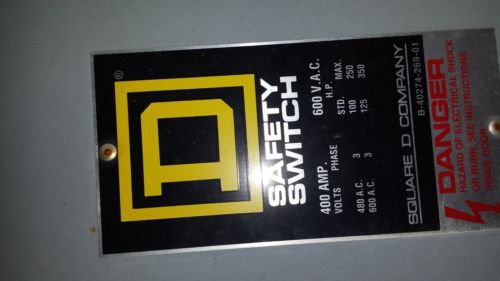 D
®
SAFETY
SWITCH
400 AMP. 600 V.A.C.
H.P.
VOLTS PHASE STD. MAX.
480 A.C. 3 100 250
600 A.C. 3 125 350
SQUARE D COMPANY
B-40274-269-01
DANGER
HAZARD OF ELECTRICAL SHOCK
OR BURN, SEE INSTRUCTIONS
INSIDE DOOR